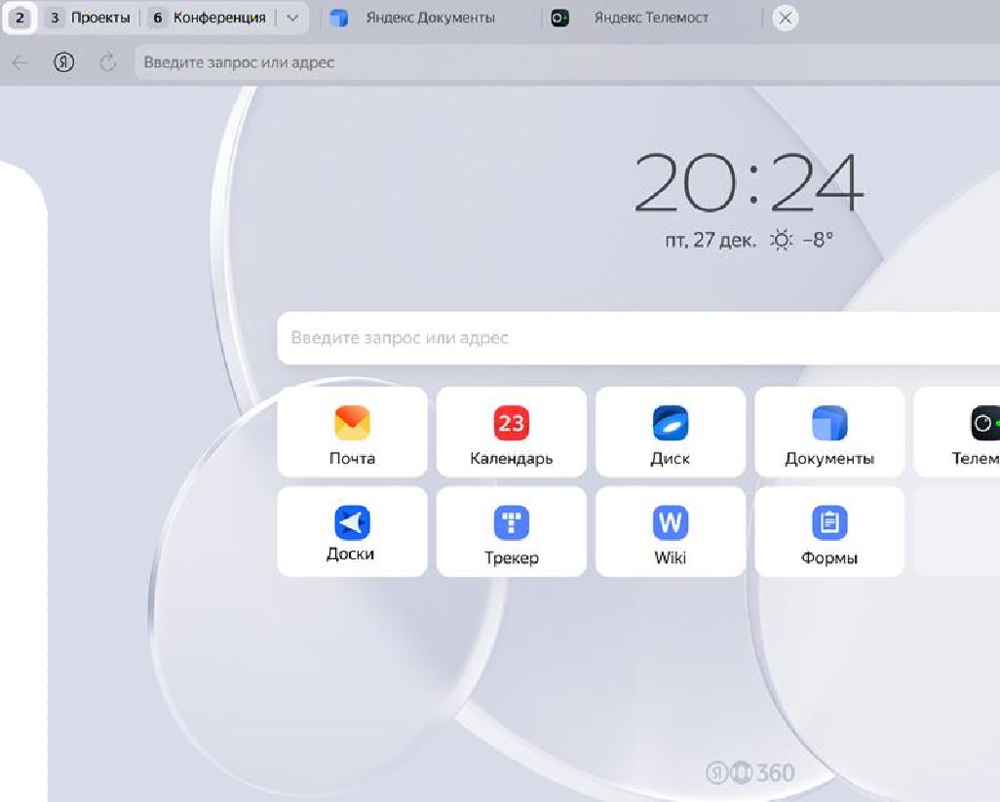 2 3 Проекты 6 Конференция Яндекс Документы Яндекс Телемост
Я Введите запрос или адрес
20:24
пт, 27 дек. −8°
Введите запрос или адрес
23
Почта Календарь Диск Документы Телем
W
Доски Трекер Wiki Формы
Я 360